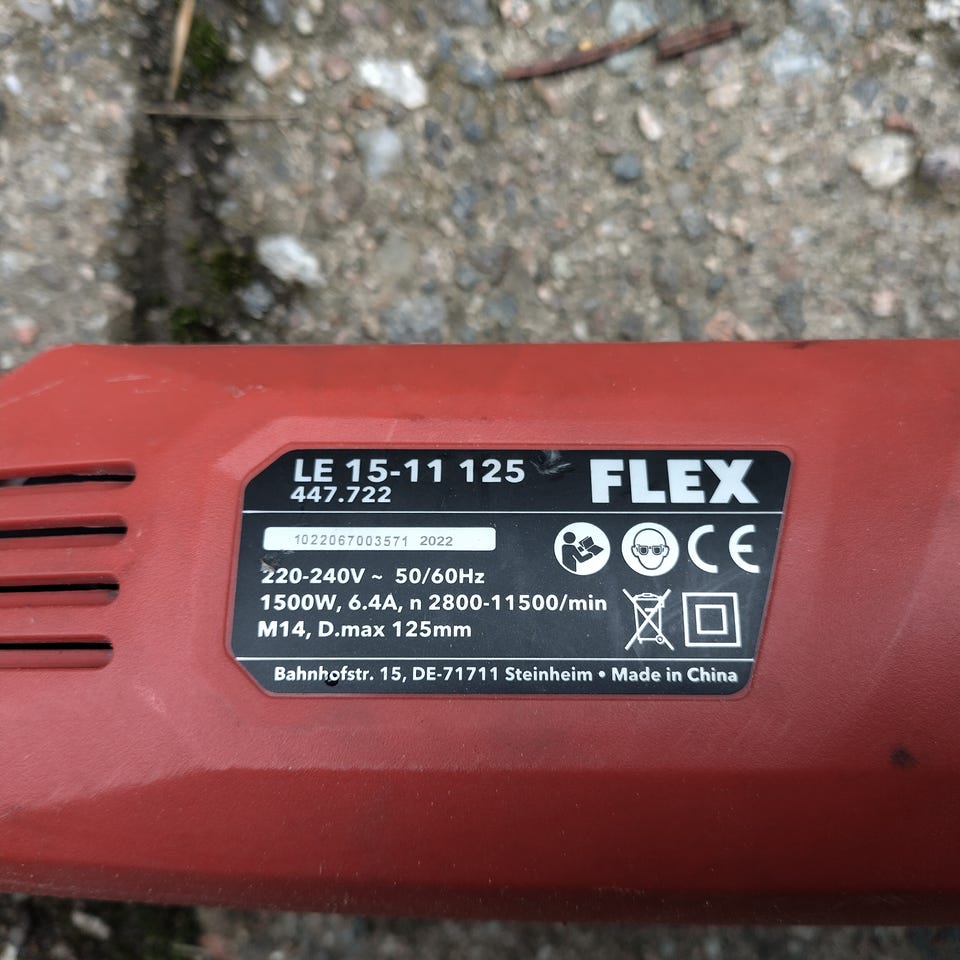 LE 15-11 125 FLEX
447.722
1022067003571 2022
CE
220-240V ~ 50/60Hz
1500W, 6.4A, n 2800-11500/min
M14, D.max 125mm
Bahnhofstr. 15, DE-71711 Steinheim • Made in China